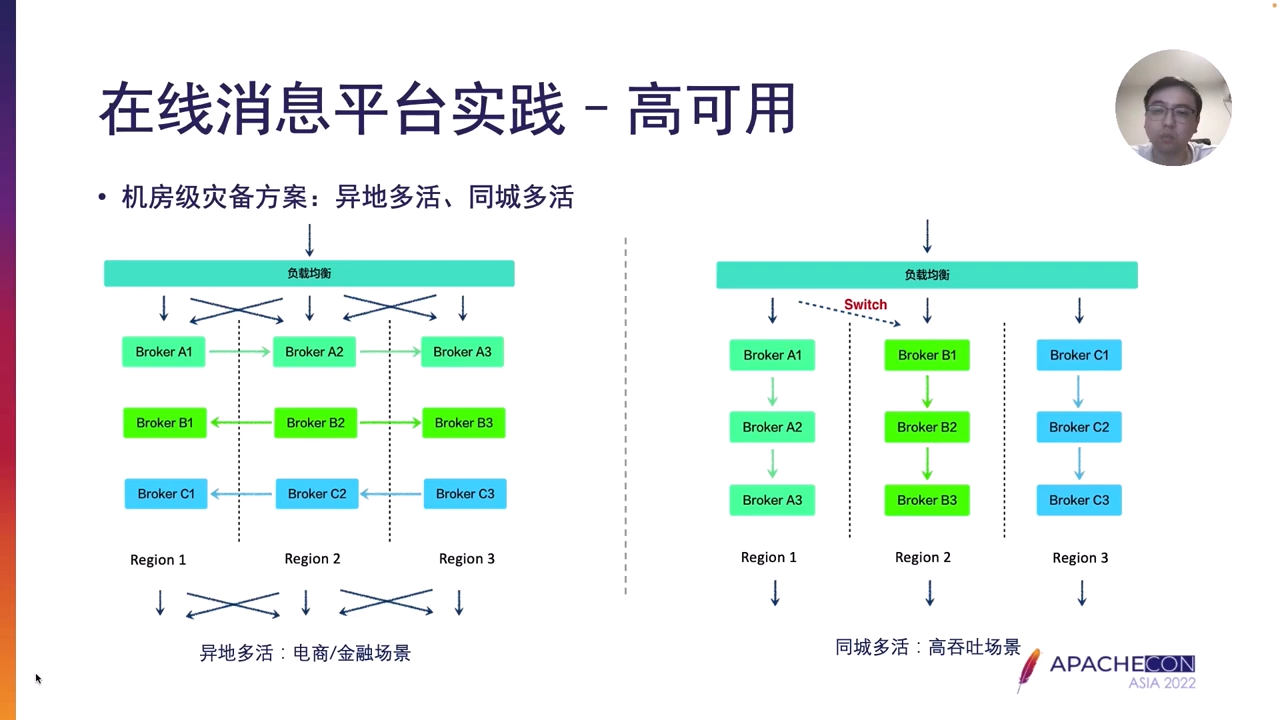 在线消息平台实践 – 高可用
• 机房级灾备方案：异地多活、同城多活
负载均衡
Broker A1
Broker A2
Broker A3
Broker B1
Broker B2
Broker B3
Broker C1
Broker C2
Broker C3
Region 1
Region 2
Region 3
异地多活：电商/金融场景
负载均衡
Switch
Broker A1
Broker B1
Broker C1
Broker A2
Broker B2
Broker C2
Broker A3
Broker B3
Broker C3
Region 1
Region 2
Region 3
同城多活：高吞吐场景
APACHECON
ASIA 2022